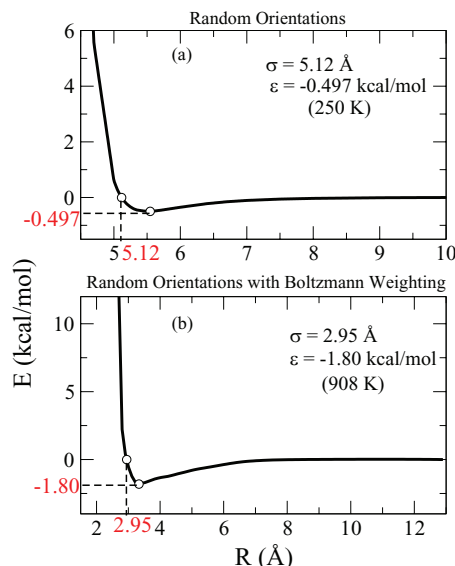 Random Orientations
6
(a)
σ = 5.12 Å
ε = -0.497 kcal/mol
(250 K)
4
2
0
-0.497
5 5.12 6 7 8 9 10
Random Orientations with Boltzmann Weighting
(b)
10
σ = 2.95 Å
ε = -1.80 kcal/mol
(908 K)
5
0
-1.80
2 2.95 4 6 8 10 12
E (kcal/mol)
R (Å)